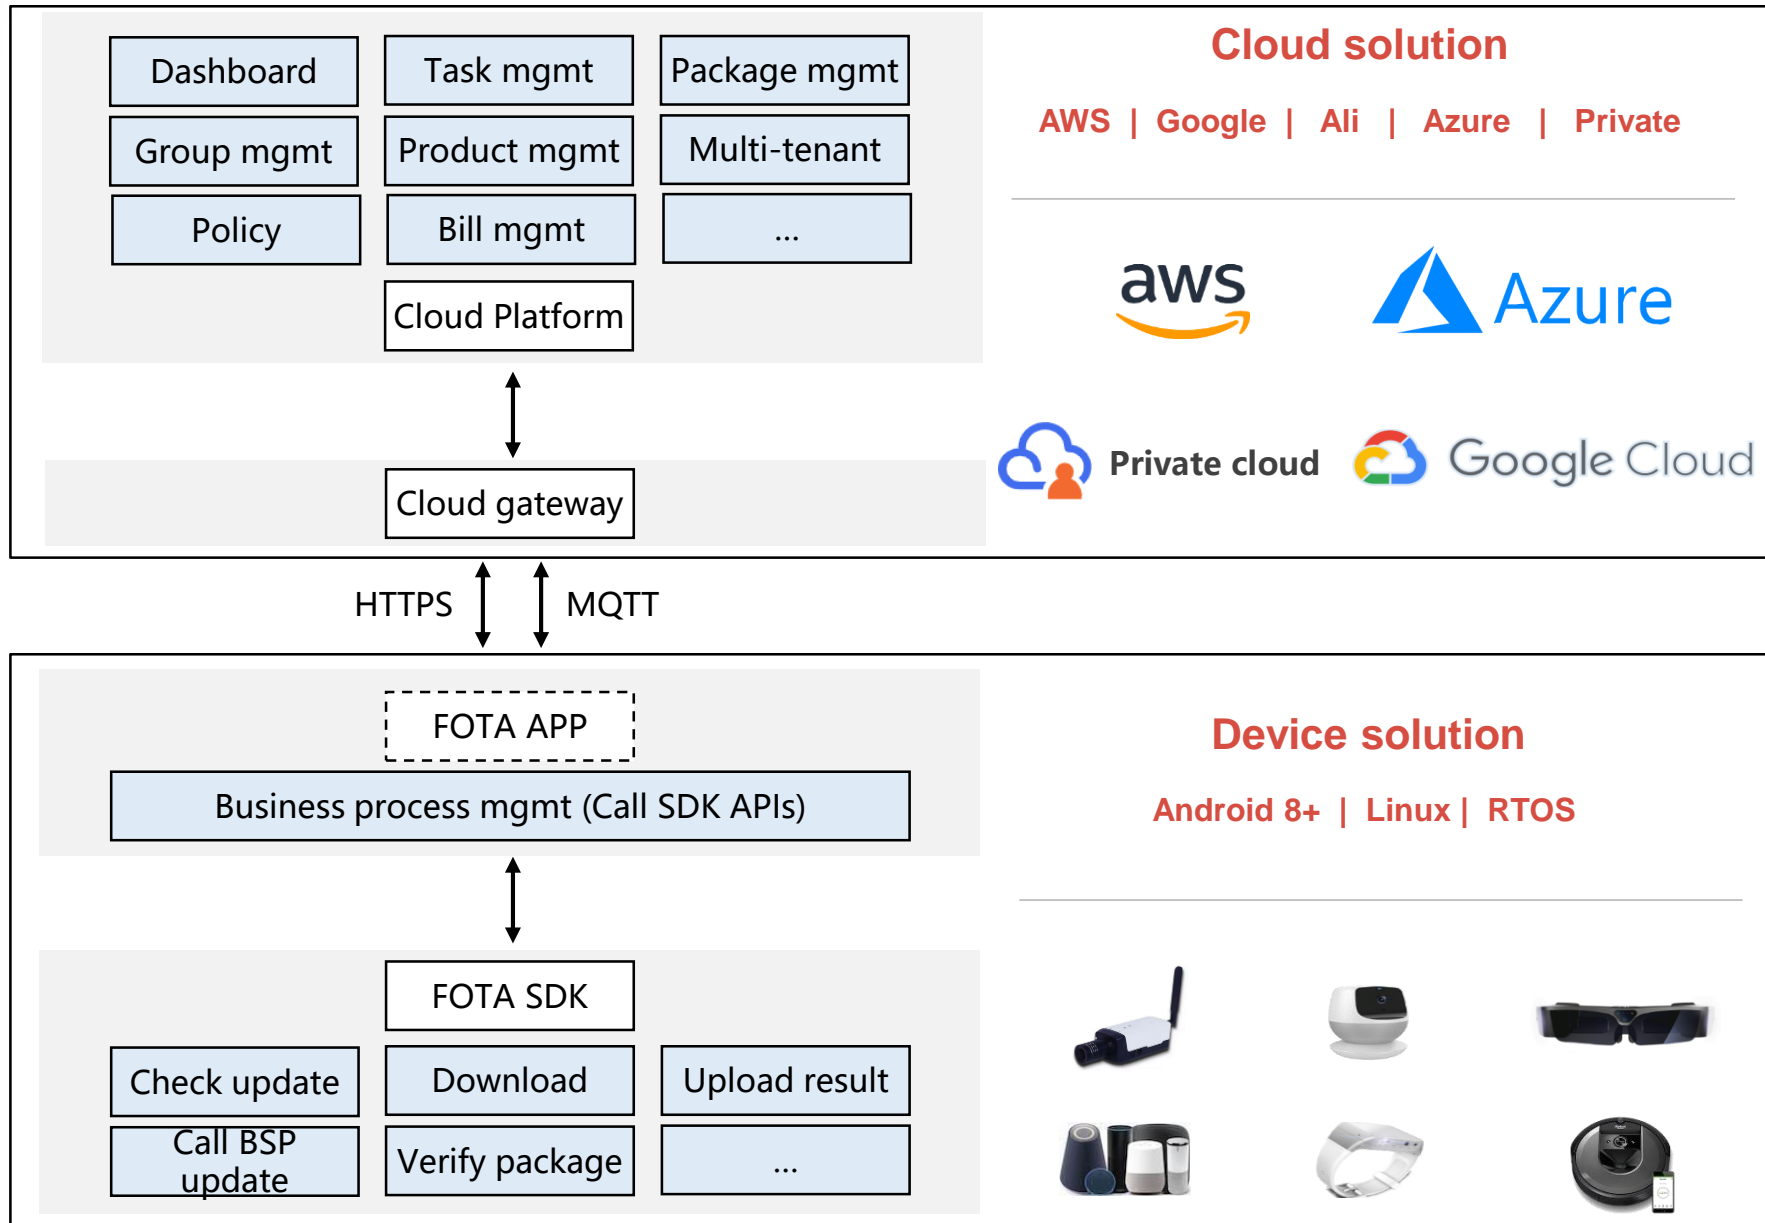 Dashboard
Task mgmt
Package mgmt
Group mgmt
Product mgmt
Multi-tenant
Policy
Bill mgmt
...
Cloud Platform
Cloud gateway
Cloud solution
AWS | Google | Ali | Azure | Private
aws
Azure
Private cloud
Google Cloud
HTTPS
MQTT
FOTA APP
Business process mgmt (Call SDK APIs)
FOTA SDK
Check update
Download
Upload result
Call BSP
update
Verify package
...
Device solution
Android 8+ | Linux | RTOS